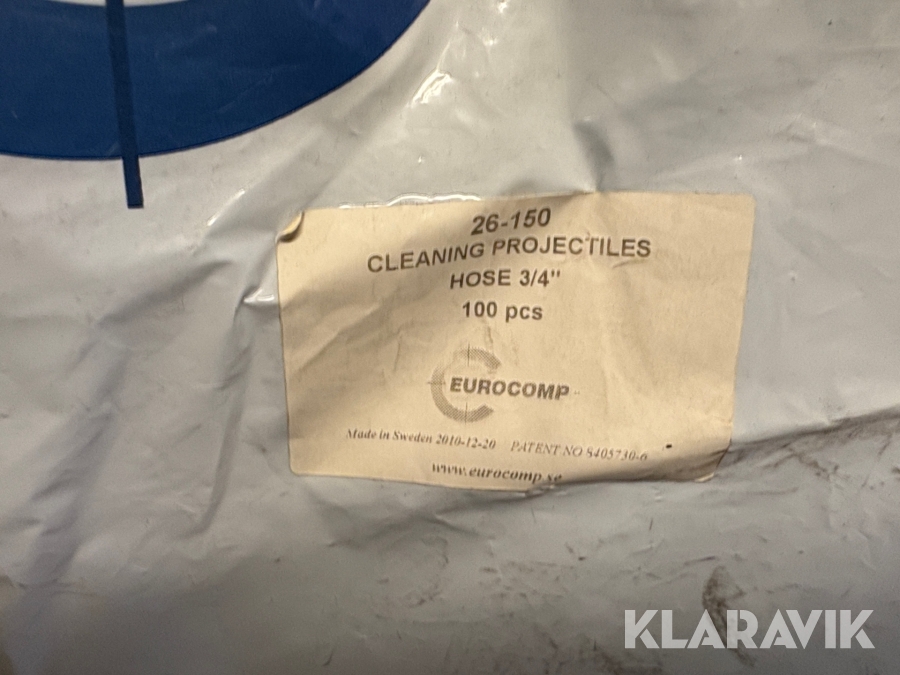 26-150
CLEANING PROJECTILES
HOSE 3/4"
100 pcs
EUROCOMP
Made in Sweden 2010-12-20 PATENT NO 8405730-6
www.eurocomp.se
KLARAVIK